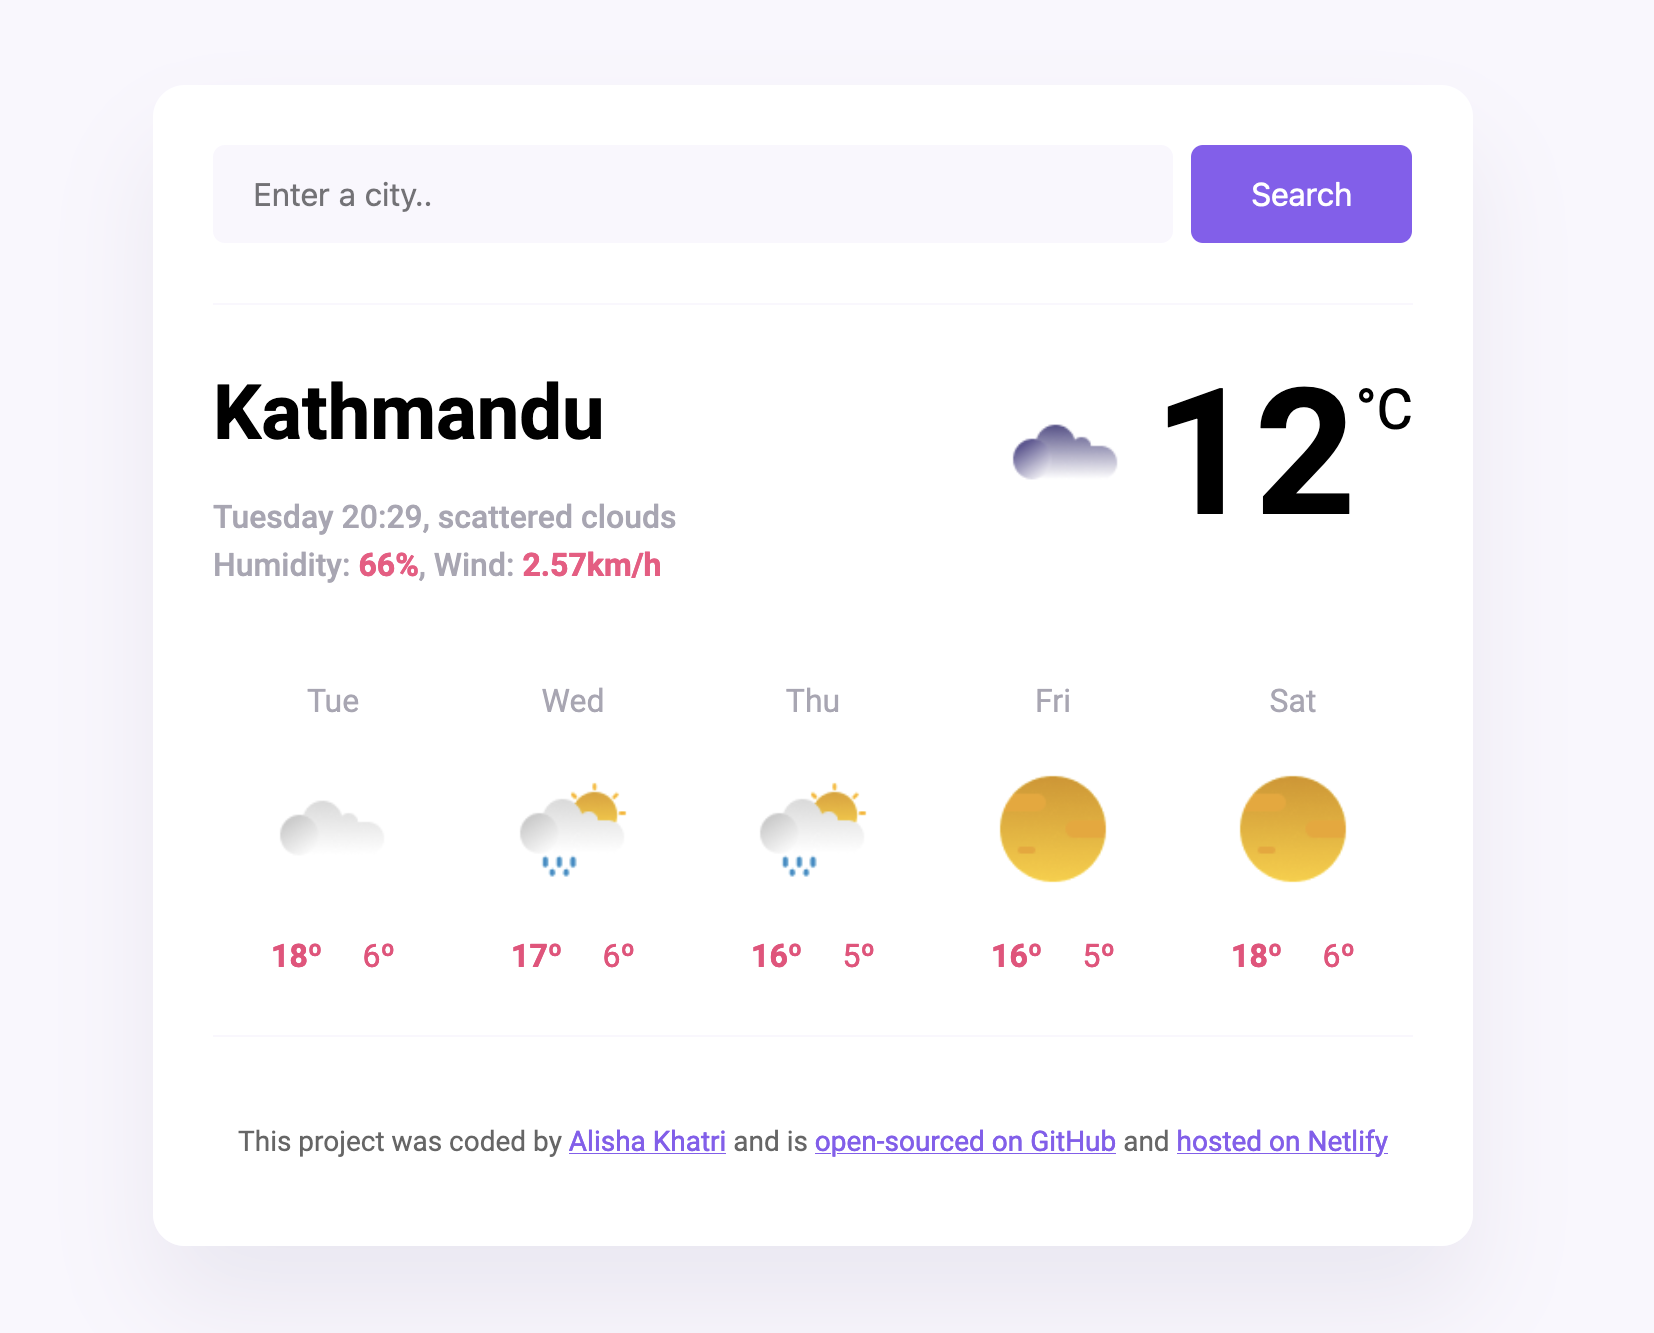 Enter a city..
Search
Kathmandu
12 °C
Tuesday 20:29, scattered clouds
Humidity: 66%, Wind: 2.57km/h
Tue Wed Thu Fri Sat
18º 6º 17º 6º 16º 5º 16º 5º 18º 6º
This project was coded by Alisha Khatri and is open-sourced on GitHub and hosted on Netlify